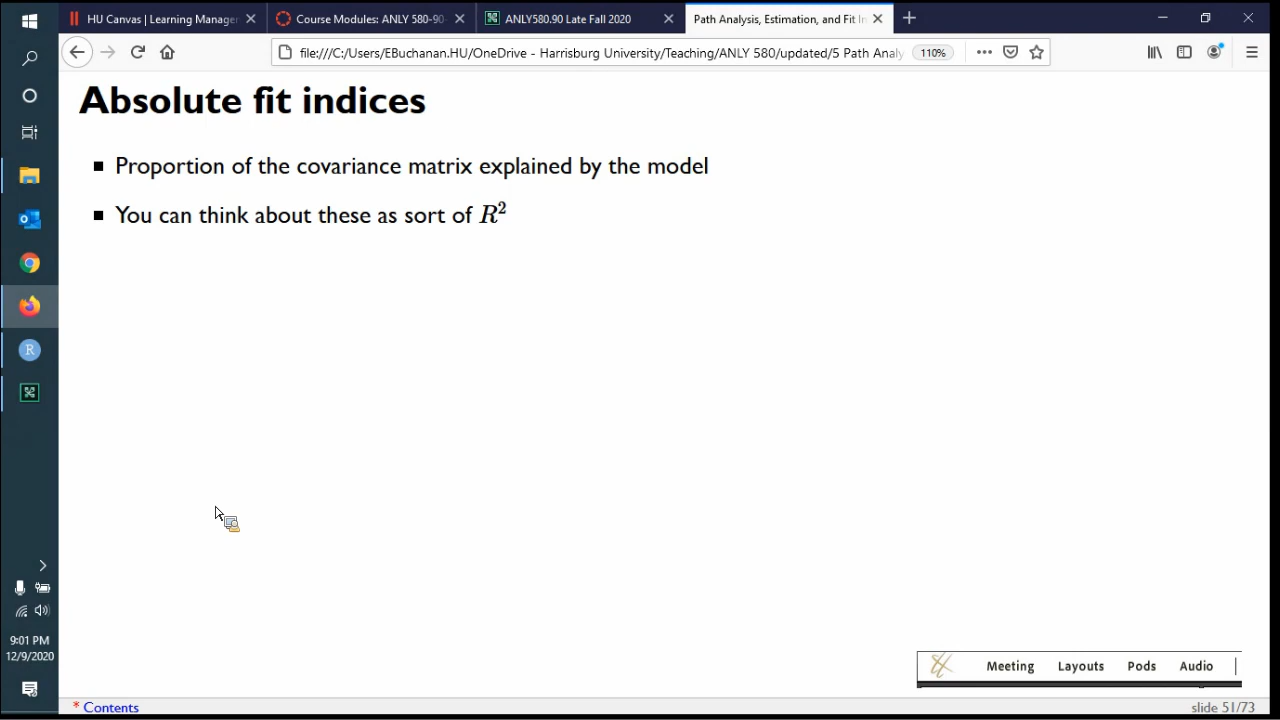 HU Canvas | Learning Manager
Course Modules: ANLY 580-90-
ANLY580.90 Late Fall 2020
Path Analysis, Estimation, and Fit In
file:///C:/Users/EBuchanan.HU/OneDrive - Harrisburg University/Teaching/ANLY 580/updated/5 Path Analy
110%
Absolute fit indices
Proportion of the covariance matrix explained by the model
You can think about these as sort of R²
R
9:01 PM
12/9/2020
Meeting Layouts Pods Audio
* Contents
slide 51/73